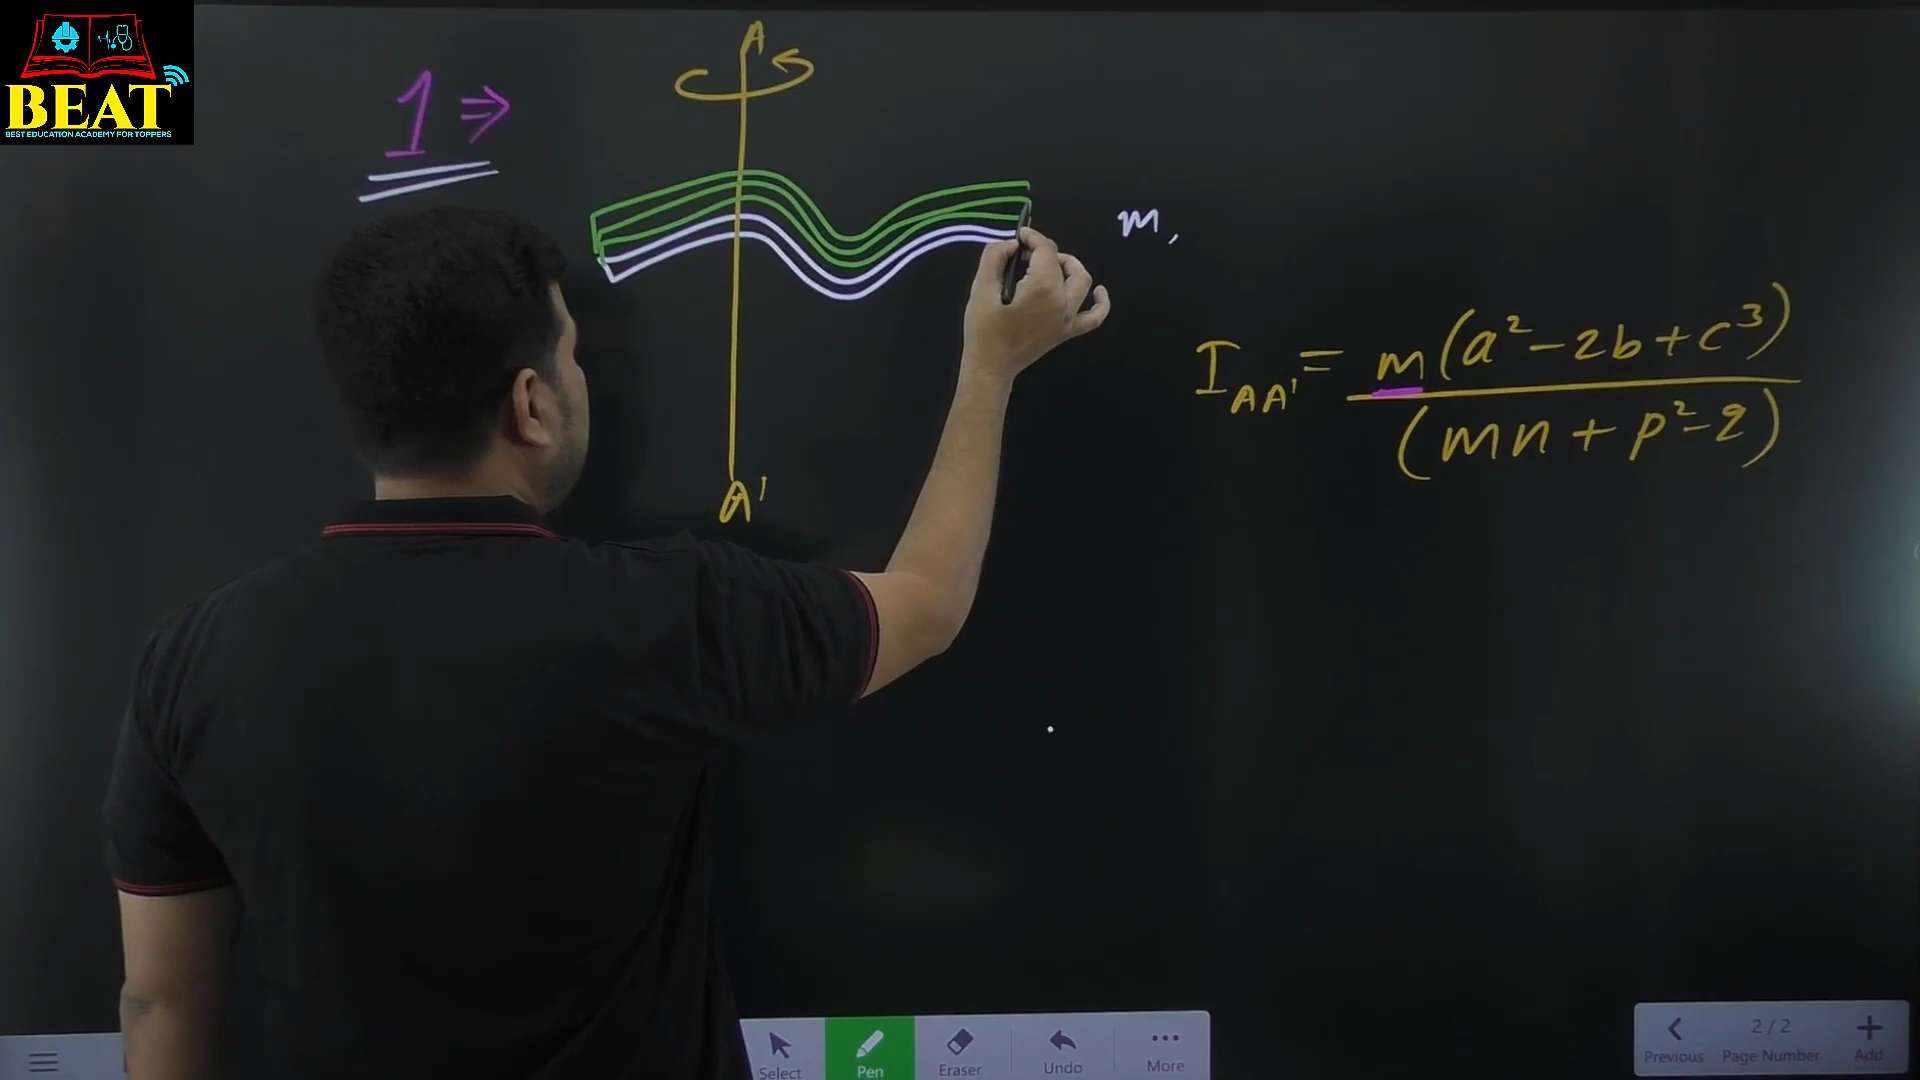 BEAT
BEST EDUCATION ACADEMY FOR TOPPERS
1 ⇒
A
A'
m,
I_AA' = m(a² - 2b + c³) / (mn + p² - q)
Select
Pen
Eraser
Undo
More
2 / 2
Previous
Page Number
Add